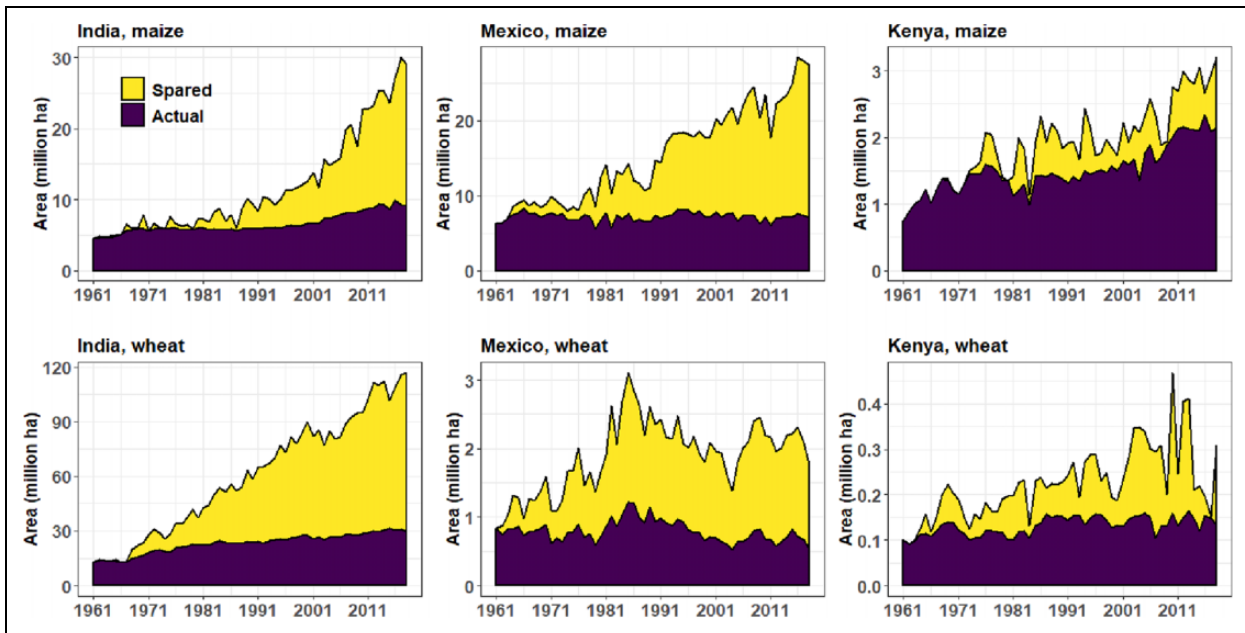 India, maize
Mexico, maize
Kenya, maize
Area (million ha)
30
20
10
0
Spared
Actual
1961 1971 1981 1991 2001 2011
Area (million ha)
20
10
0
1961 1971 1981 1991 2001 2011
Area (million ha)
3
2
1
0
1961 1971 1981 1991 2001 2011
India, wheat
Mexico, wheat
Kenya, wheat
Area (million ha)
120
90
60
30
0
1961 1971 1981 1991 2001 2011
Area (million ha)
3
2
1
0
1961 1971 1981 1991 2001 2011
Area (million ha)
0.4
0.3
0.2
0.1
0.0
1961 1971 1981 1991 2001 2011